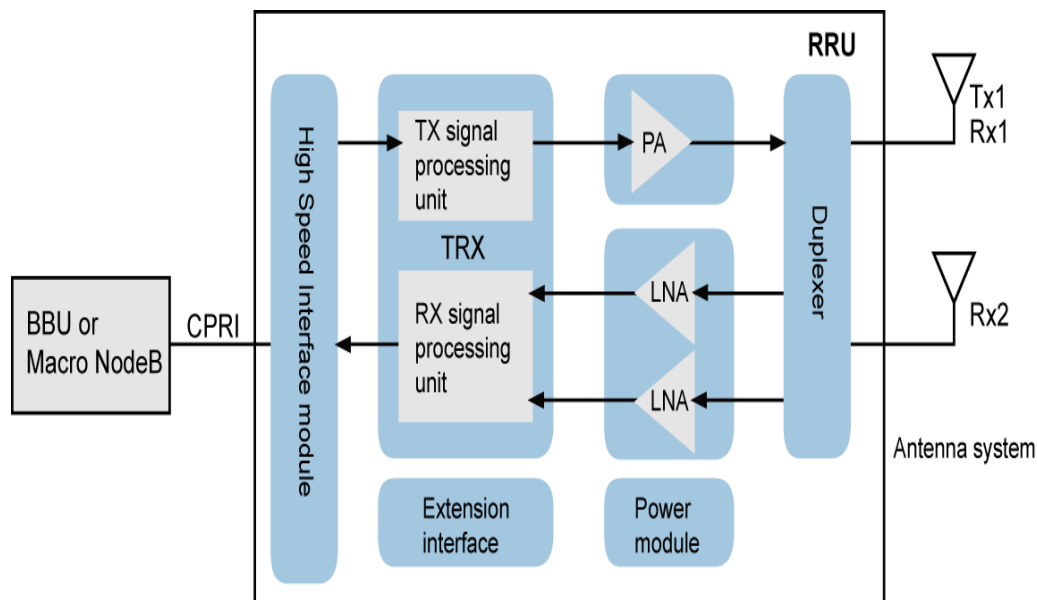 RRU
High Speed Interface module
TX signal
processing
unit
PA
Tx1
Rx1
TRX
Duplexer
LNA
RX signal
processing
unit
LNA
Rx2
BBU or
Macro NodeB
CPRI
Antenna system
Extension
interface
Power
module